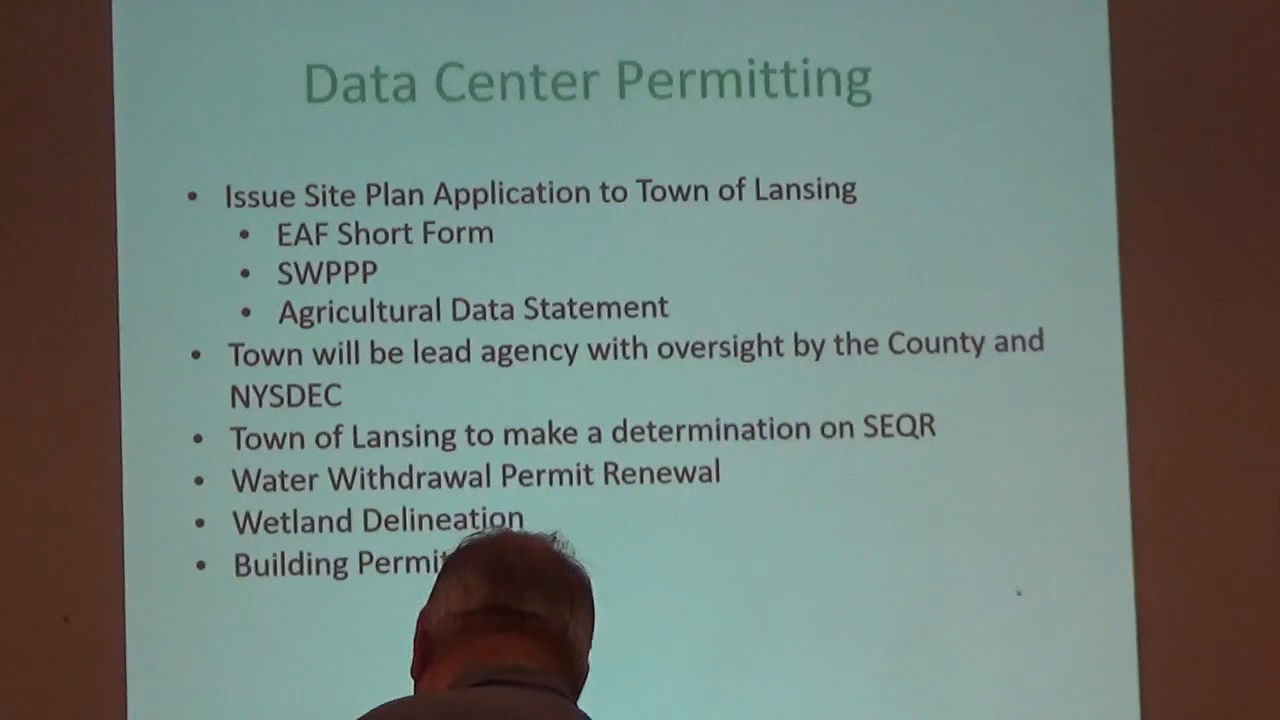 Data Center Permitting
• Issue Site Plan Application to Town of Lansing
• EAF Short Form
• SWPPP
• Agricultural Data Statement
• Town will be lead agency with oversight by the County and
NYSDEC
• Town of Lansing to make a determination on SEQR
• Water Withdrawal Permit Renewal
• Wetland Delineation
• Building